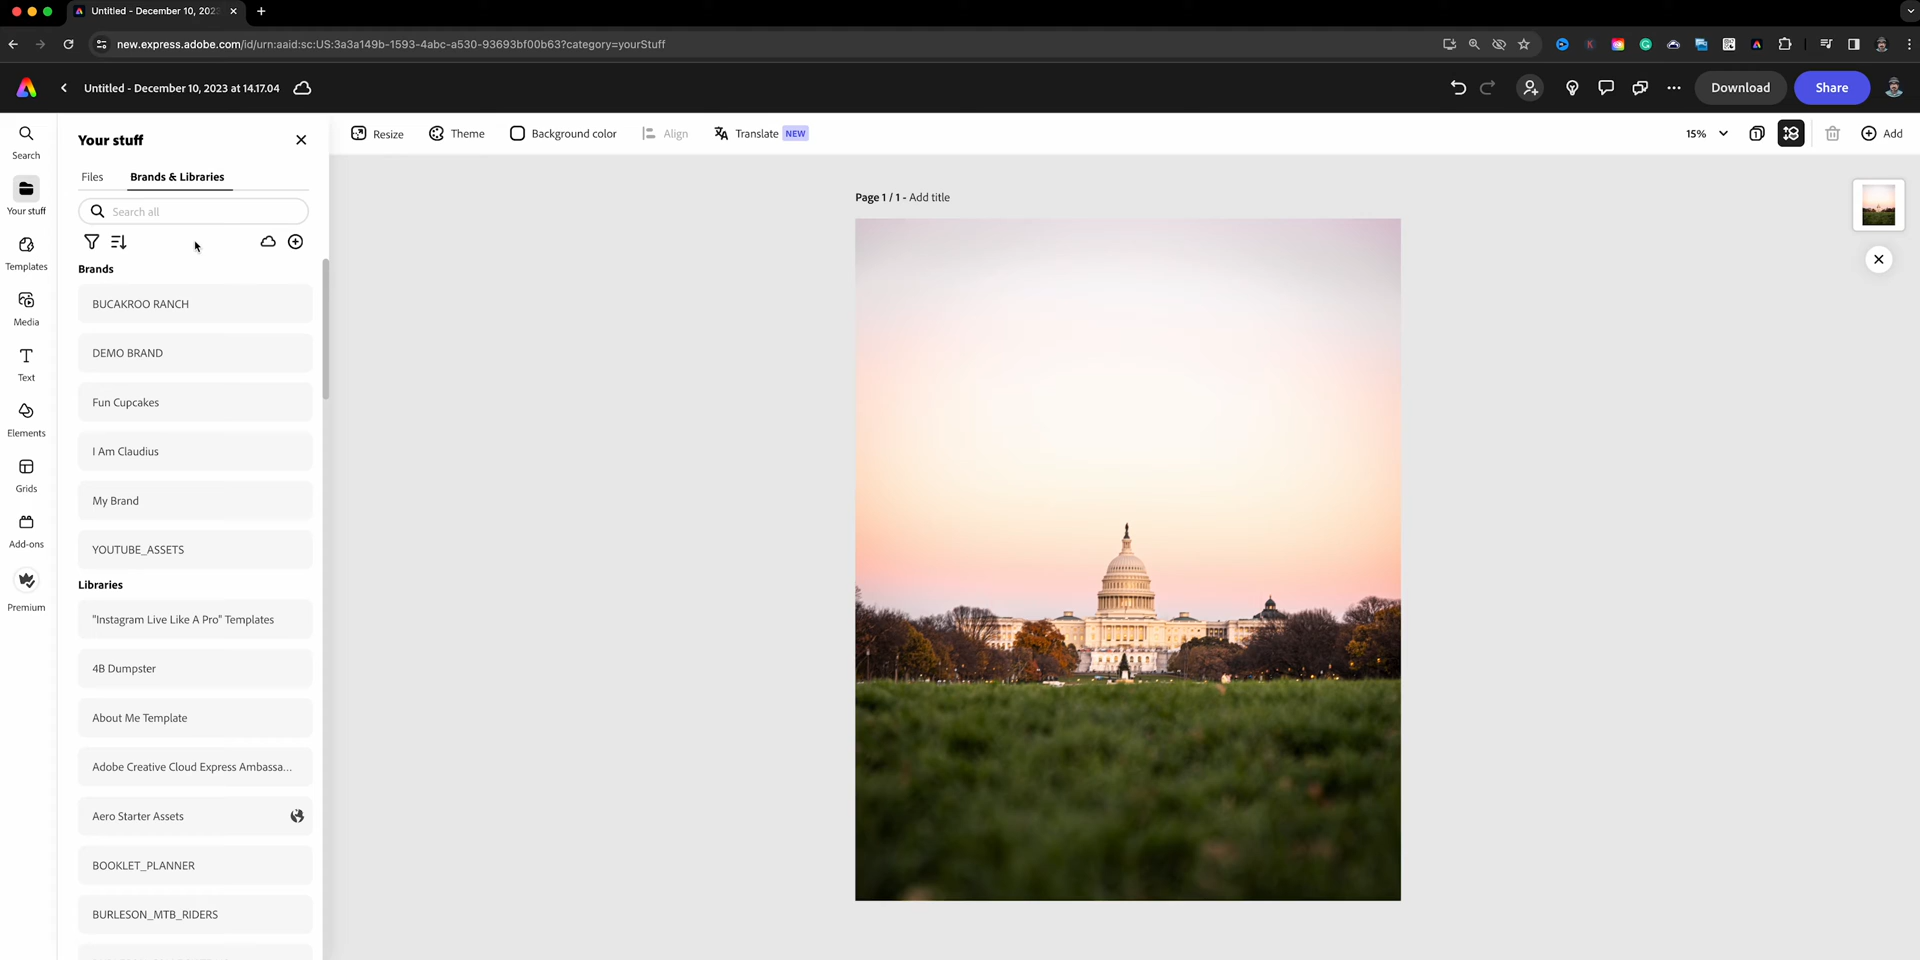 Untitled - December 10, 202
new.express.adobe.com/id/urn:aaid:sc:US:3a3a149b-1593-4abc-a530-93693bf00b63?category=yourStuff
Untitled - December 10, 2023 at 14.17.04
Download
Share
Search
Your stuff
Templates
Media
Text
Elements
Grids
Add-ons
Premium
Your stuff
Files
Brands & Libraries
Search all
Brands
BUCAKROO RANCH
DEMO BRAND
Fun Cupcakes
I Am Claudius
My Brand
YOUTUBE_ASSETS
Libraries
"Instagram Live Like A Pro" Templates
4B Dumpster
About Me Template
Adobe Creative Cloud Express Ambassa...
Aero Starter Assets
BOOKLET_PLANNER
BURLESON_MTB_RIDERS
Resize
Theme
Background color
Align
Translate NEW
15%
1
Add
Page 1 / 1 - Add title